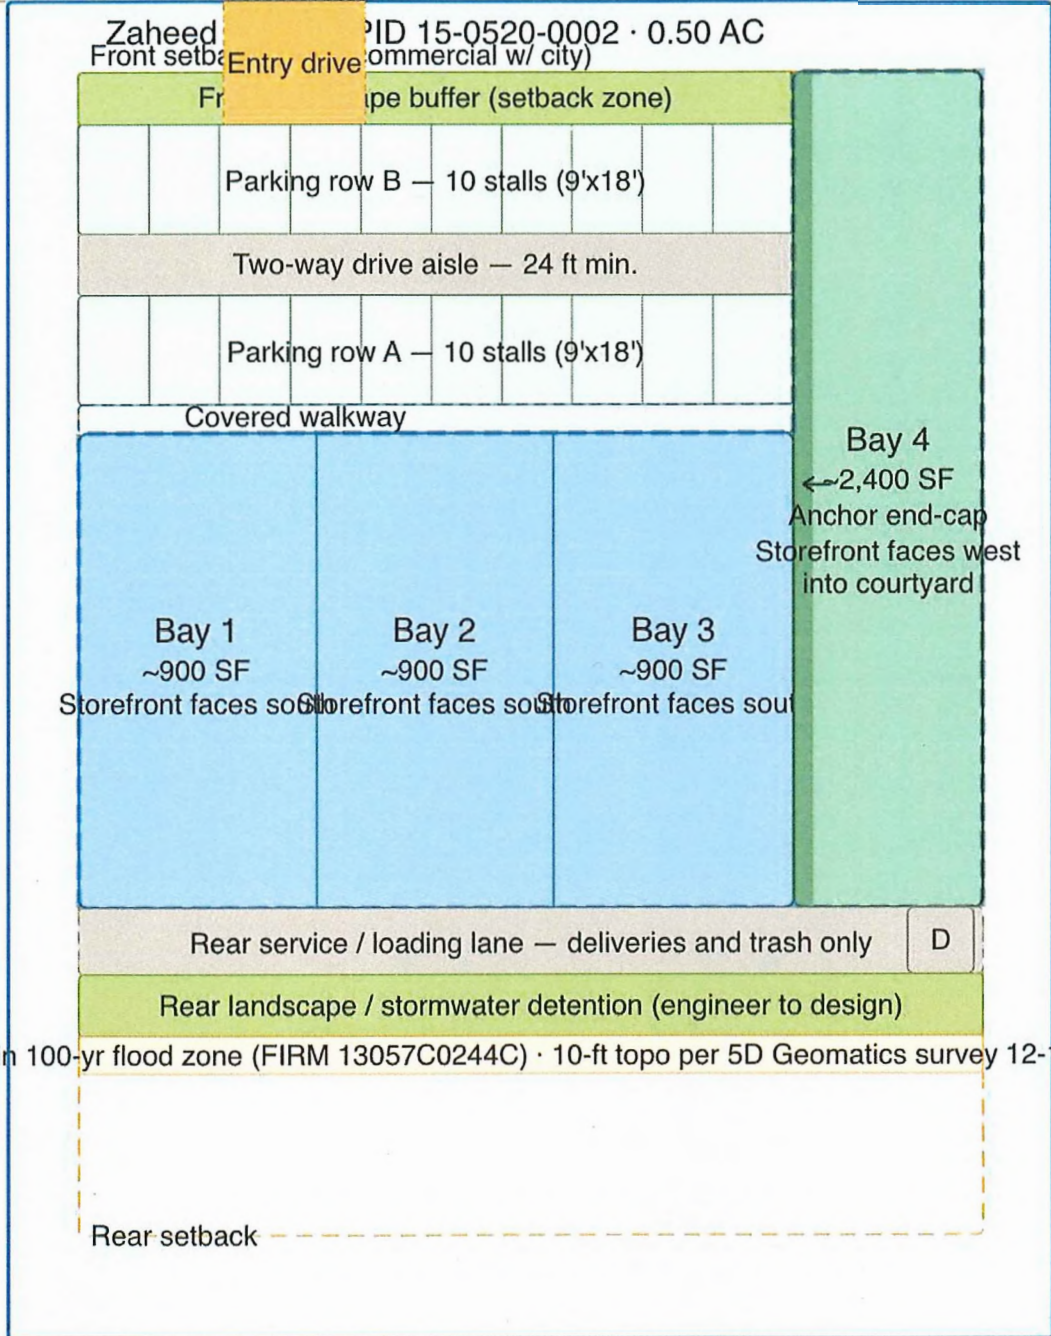 Zaheed PID 15-0520-0002 · 0.50 AC
Front setba ommercial w/ city)
Entry drive
Fr ape buffer (setback zone)
Parking row B — 10 stalls (9'x18')
Two-way drive aisle — 24 ft min.
Parking row A — 10 stalls (9'x18')
Covered walkway
Bay 4
~2,400 SF
Anchor end-cap
Storefront faces west
into courtyard
Bay 1
~900 SF
Storefront faces south
Bay 2
~900 SF
Storefront faces south
Bay 3
~900 SF
Storefront faces sout
Rear service / loading lane — deliveries and trash only
D
Rear landscape / stormwater detention (engineer to design)
n 100-yr flood zone (FIRM 13057C0244C) · 10-ft topo per 5D Geomatics survey 12-
Rear setback